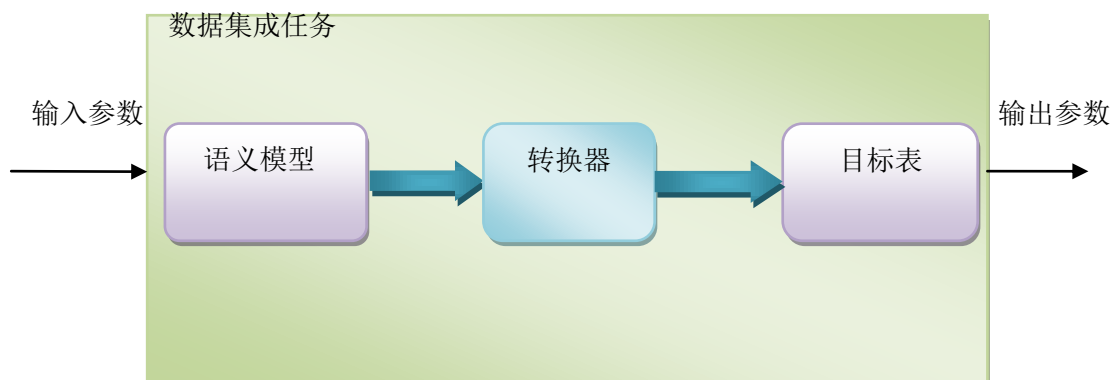 数据集成任务
输入参数
语义模型
转换器
目标表
输出参数